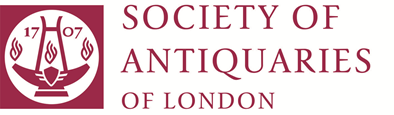 1707
SOCIETY OF
ANTIQUARIES
OF LONDON